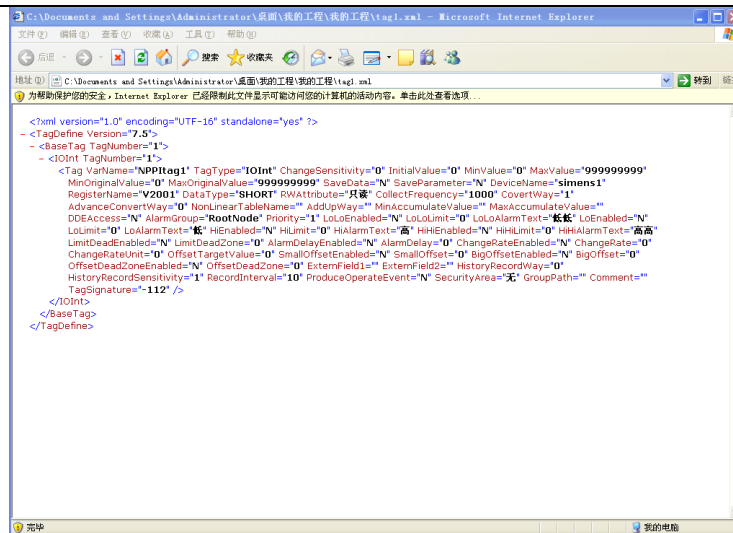 C:\Documents and Settings\Administrator\桌面\我的工程\我的工程\tag1.xml - Microsoft Internet Explorer
文件(F) 编辑(E) 查看(V) 收藏(A) 工具(T) 帮助(H)
后退 搜索 收藏夹
地址(D) C:\Documents and Settings\Administrator\桌面\我的工程\我的工程\tag1.xml 转到
为帮助保护您的安全，Internet Explorer 已经限制此文件显示可能访问您的计算机的活动内容。单击此处查看选项...
<?xml version="1.0" encoding="UTF-16" standalone="yes" ?>
- <TagDefine Version="7.5">
- <BaseTag TagNumber="1">
- <IOInt TagNumber="1">
<Tag VarName="NPPItag1" TagType="IOInt" ChangeSensitivity="0" InitialValue="0" MinValue="0" MaxValue="999999999"
MinOriginalValue="0" MaxOriginalValue="999999999" SaveData="N" SaveParameter="N" DeviceName="simens1"
RegisterName="V2001" DataType="SHORT" RWAttribute="只读" CollectFrequency="1000" CovertWay="1"
AdvanceConvertWay="0" NonLinearTableName="" AddUpWay="" MinAccumulateValue="" MaxAccumulateValue=""
DDEAccess="N" AlarmGroup="RootNode" Priority="1" LoLoEnabled="N" LoLoLimit="0" LoLoAlarmText="低低" LoEnabled="N"
LoLimit="0" LoAlarmText="低" HiEnabled="N" HiLimit="0" HiAlarmText="高" HiHiEnabled="N" HiHiLimit="0" HiHiAlarmText="高高"
LimitDeadEnabled="N" LimitDeadZone="0" AlarmDelayEnabled="N" AlarmDelay="0" ChangeRateEnabled="N" ChangeRate="0"
ChangeRateUnit="0" OffsetTargetValue="0" SmallOffsetEnabled="N" SmallOffset="0" BigOffsetEnabled="N" BigOffset="0"
OffsetDeadZoneEnabled="N" OffsetDeadZone="0" ExternField1="" ExternField2="" HistoryRecordWay="0"
HistoryRecordSensitivity="1" RecordInterval="10" ProduceOperateEvent="N" SecurityArea="无" GroupPath="" Comment=""
TagSignature="-112" />
</IOInt>
</BaseTag>
</TagDefine>
完毕 我的电脑